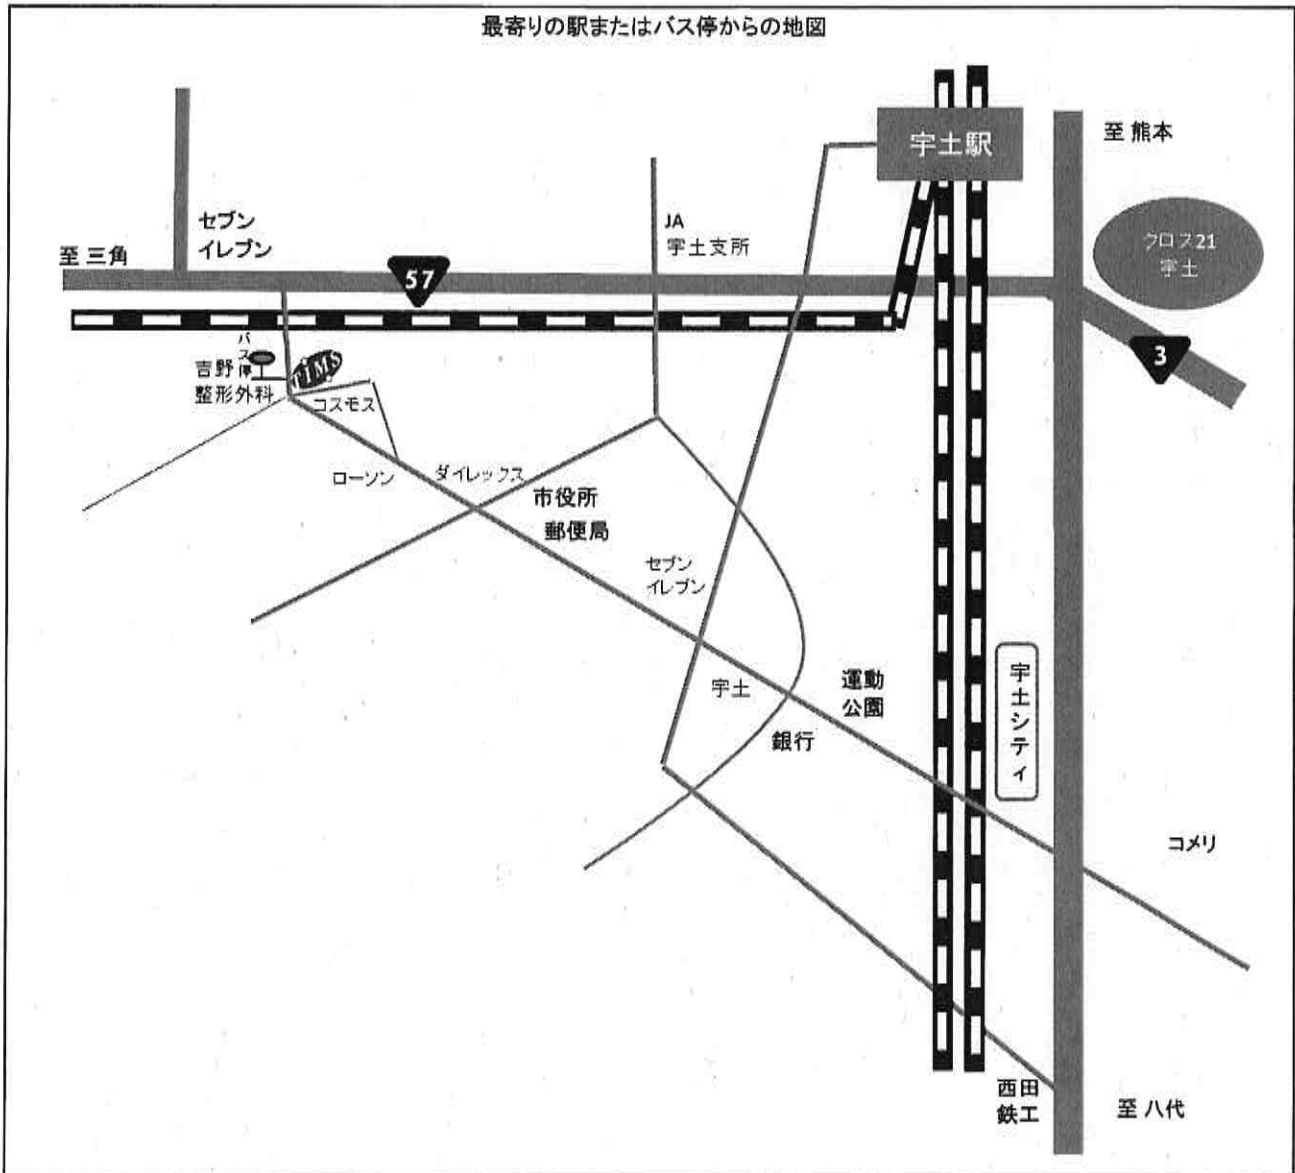 最寄りの駅またはバス停からの地図
宇土駅
至 熊本
セブン
イレブン
JA
宇土支所
クロス21
宇土
至 三角
57
3
バス停
吉野
整形外科
TIMS
コスモス
ローソン
ダイレックス
市役所
郵便局
セブン
イレブン
宇土
運動
公園
宇土シティ
銀行
コメリ
西田
鉄工
至 八代